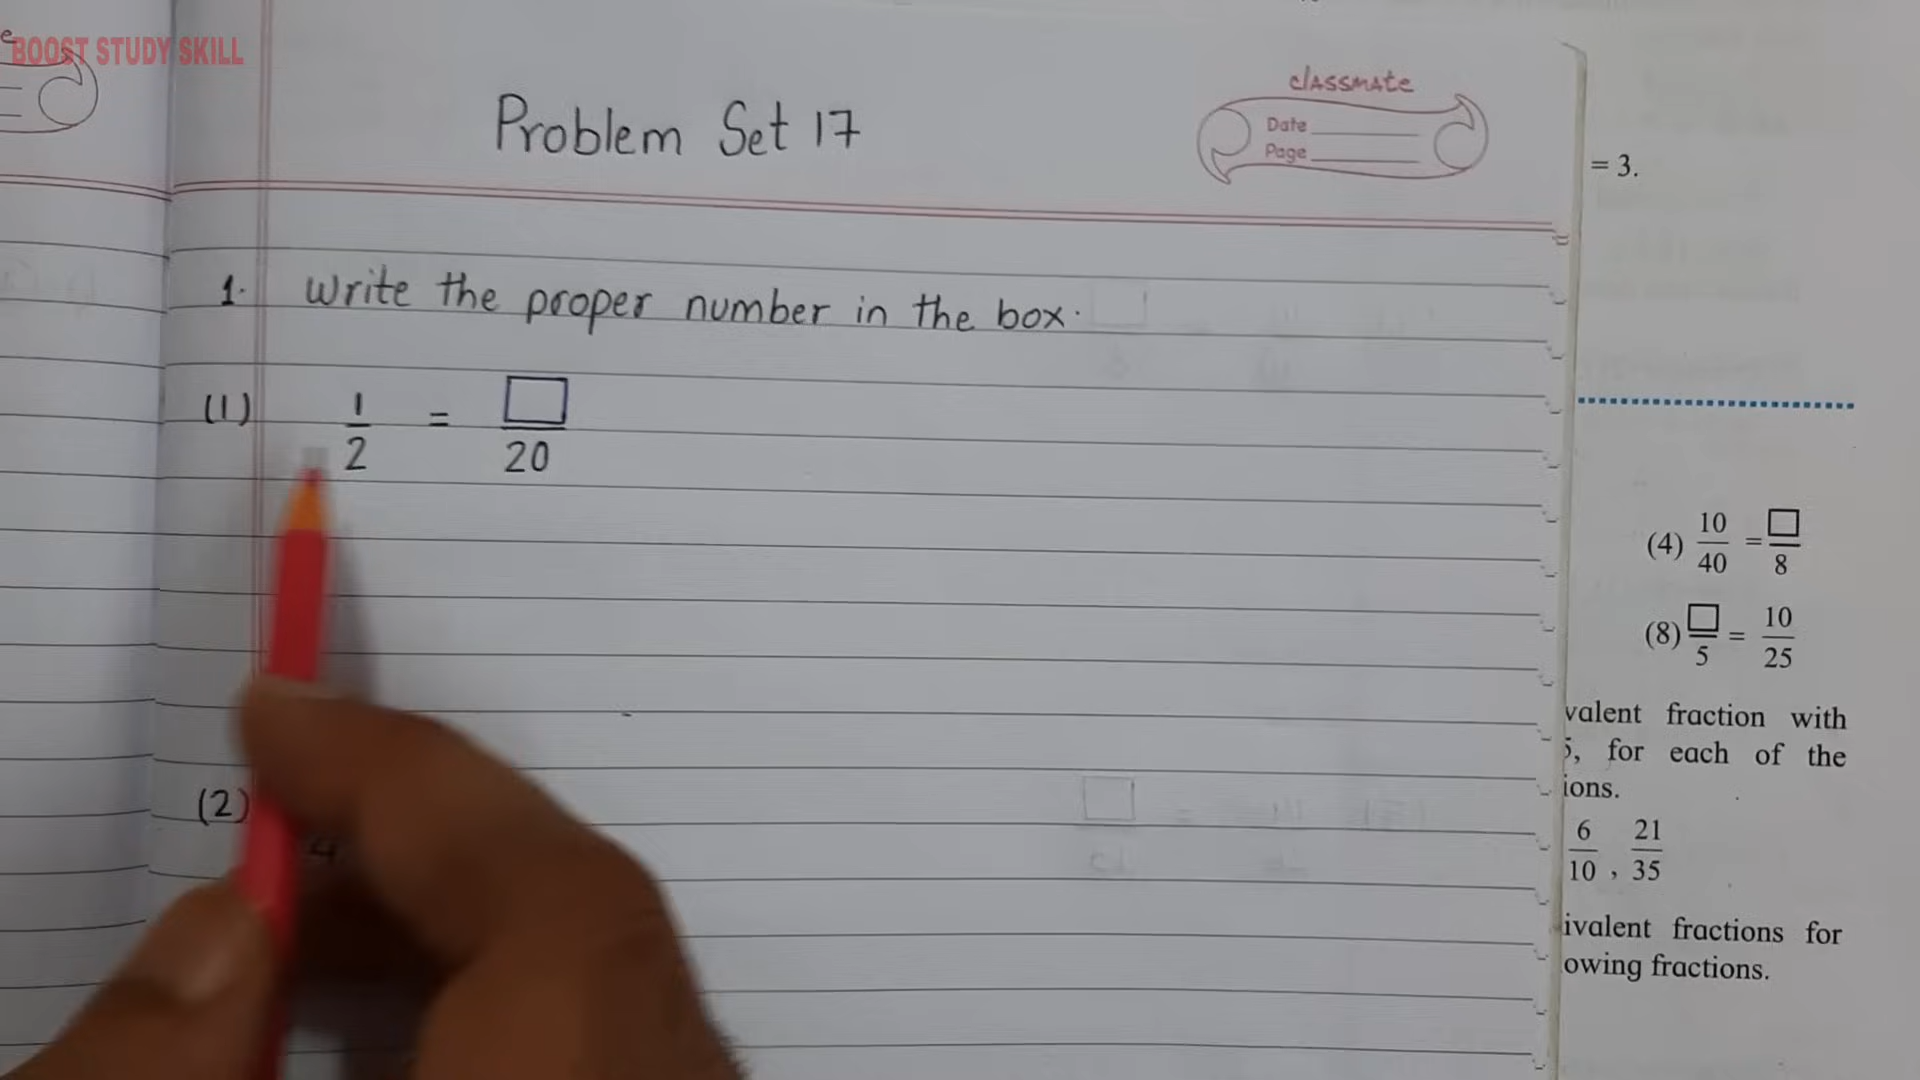 BOOST STUDY SKILL
classmate
Date
Page
Problem Set 17
= 3.
1. Write the proper number in the box.
(1) 1/2 = □/20
(2)
4
(4) 10/40 = □/8
(8) □/5 = 10/25
valent fraction with
5, for each of the
ions.
6/10 , 21/35
ivalent fractions for
owing fractions.